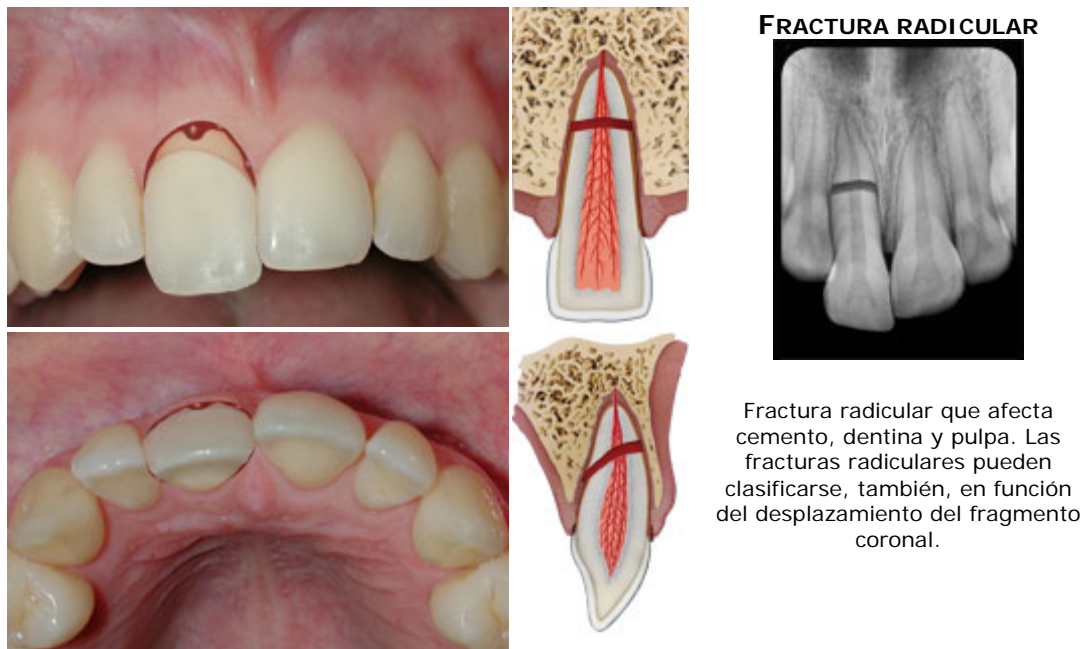 FRACTURA RADICULAR
Fractura radicular que afecta
cemento, dentina y pulpa. Las
fracturas radiculares pueden
clasificarse, también, en función
del desplazamiento del fragmento
coronal.